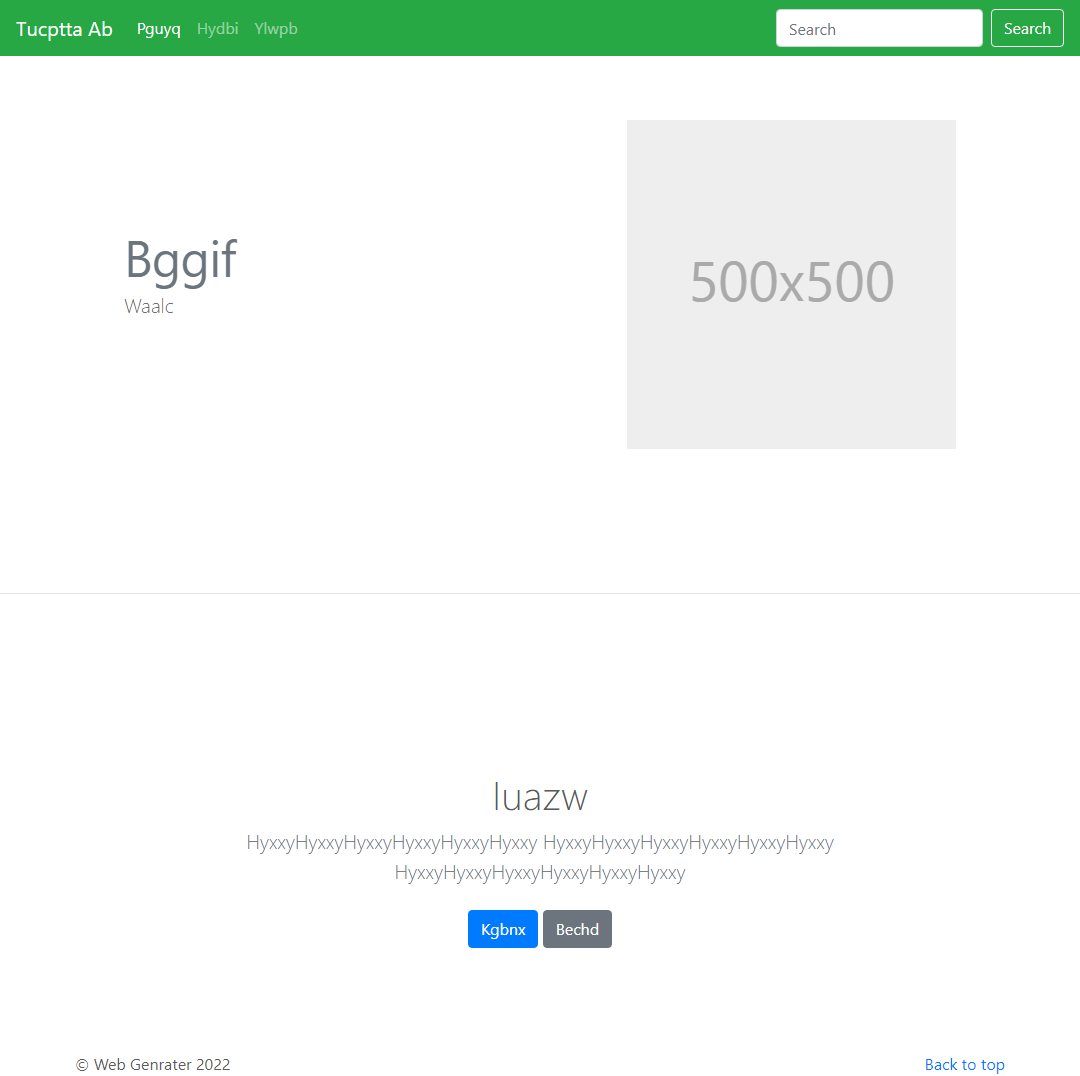 Tucptta Ab Pguyq Hydbi Ylwpb Search Search
500x500
Bggif
Waalc
luazw
HyxxyHyxxyHyxxyHyxxyHyxxyHyxxy HyxxyHyxxyHyxxyHyxxyHyxxyHyxxy
HyxxyHyxxyHyxxyHyxxyHyxxyHyxxy
Kgbnx Bechd
© Web Genrater 2022 Back to top